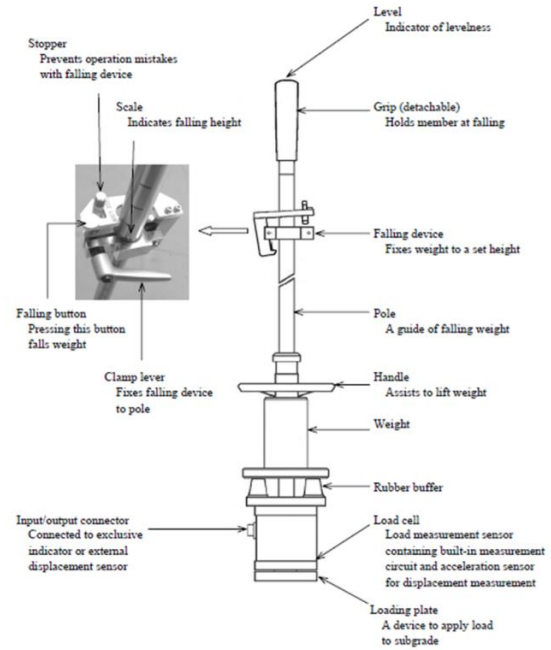 Level
Indicator of levelness
Stopper
Prevents operation mistakes
with falling device
Scale
Indicates falling height
Grip (detachable)
Holds member at falling
Falling device
Fixes weight to a set height
Falling button
Pressing this button
falls weight
Pole
A guide of falling weight
Clamp lever
Fixes falling device
to pole
Handle
Assists to lift weight
Weight
Rubber buffer
Input/output connector
Connected to exclusive
indicator or external
displacement sensor
Load cell
Load measurement sensor
containing built-in measurement
circuit and acceleration sensor
for displacement measurement
Loading plate
A device to apply load
to subgrade